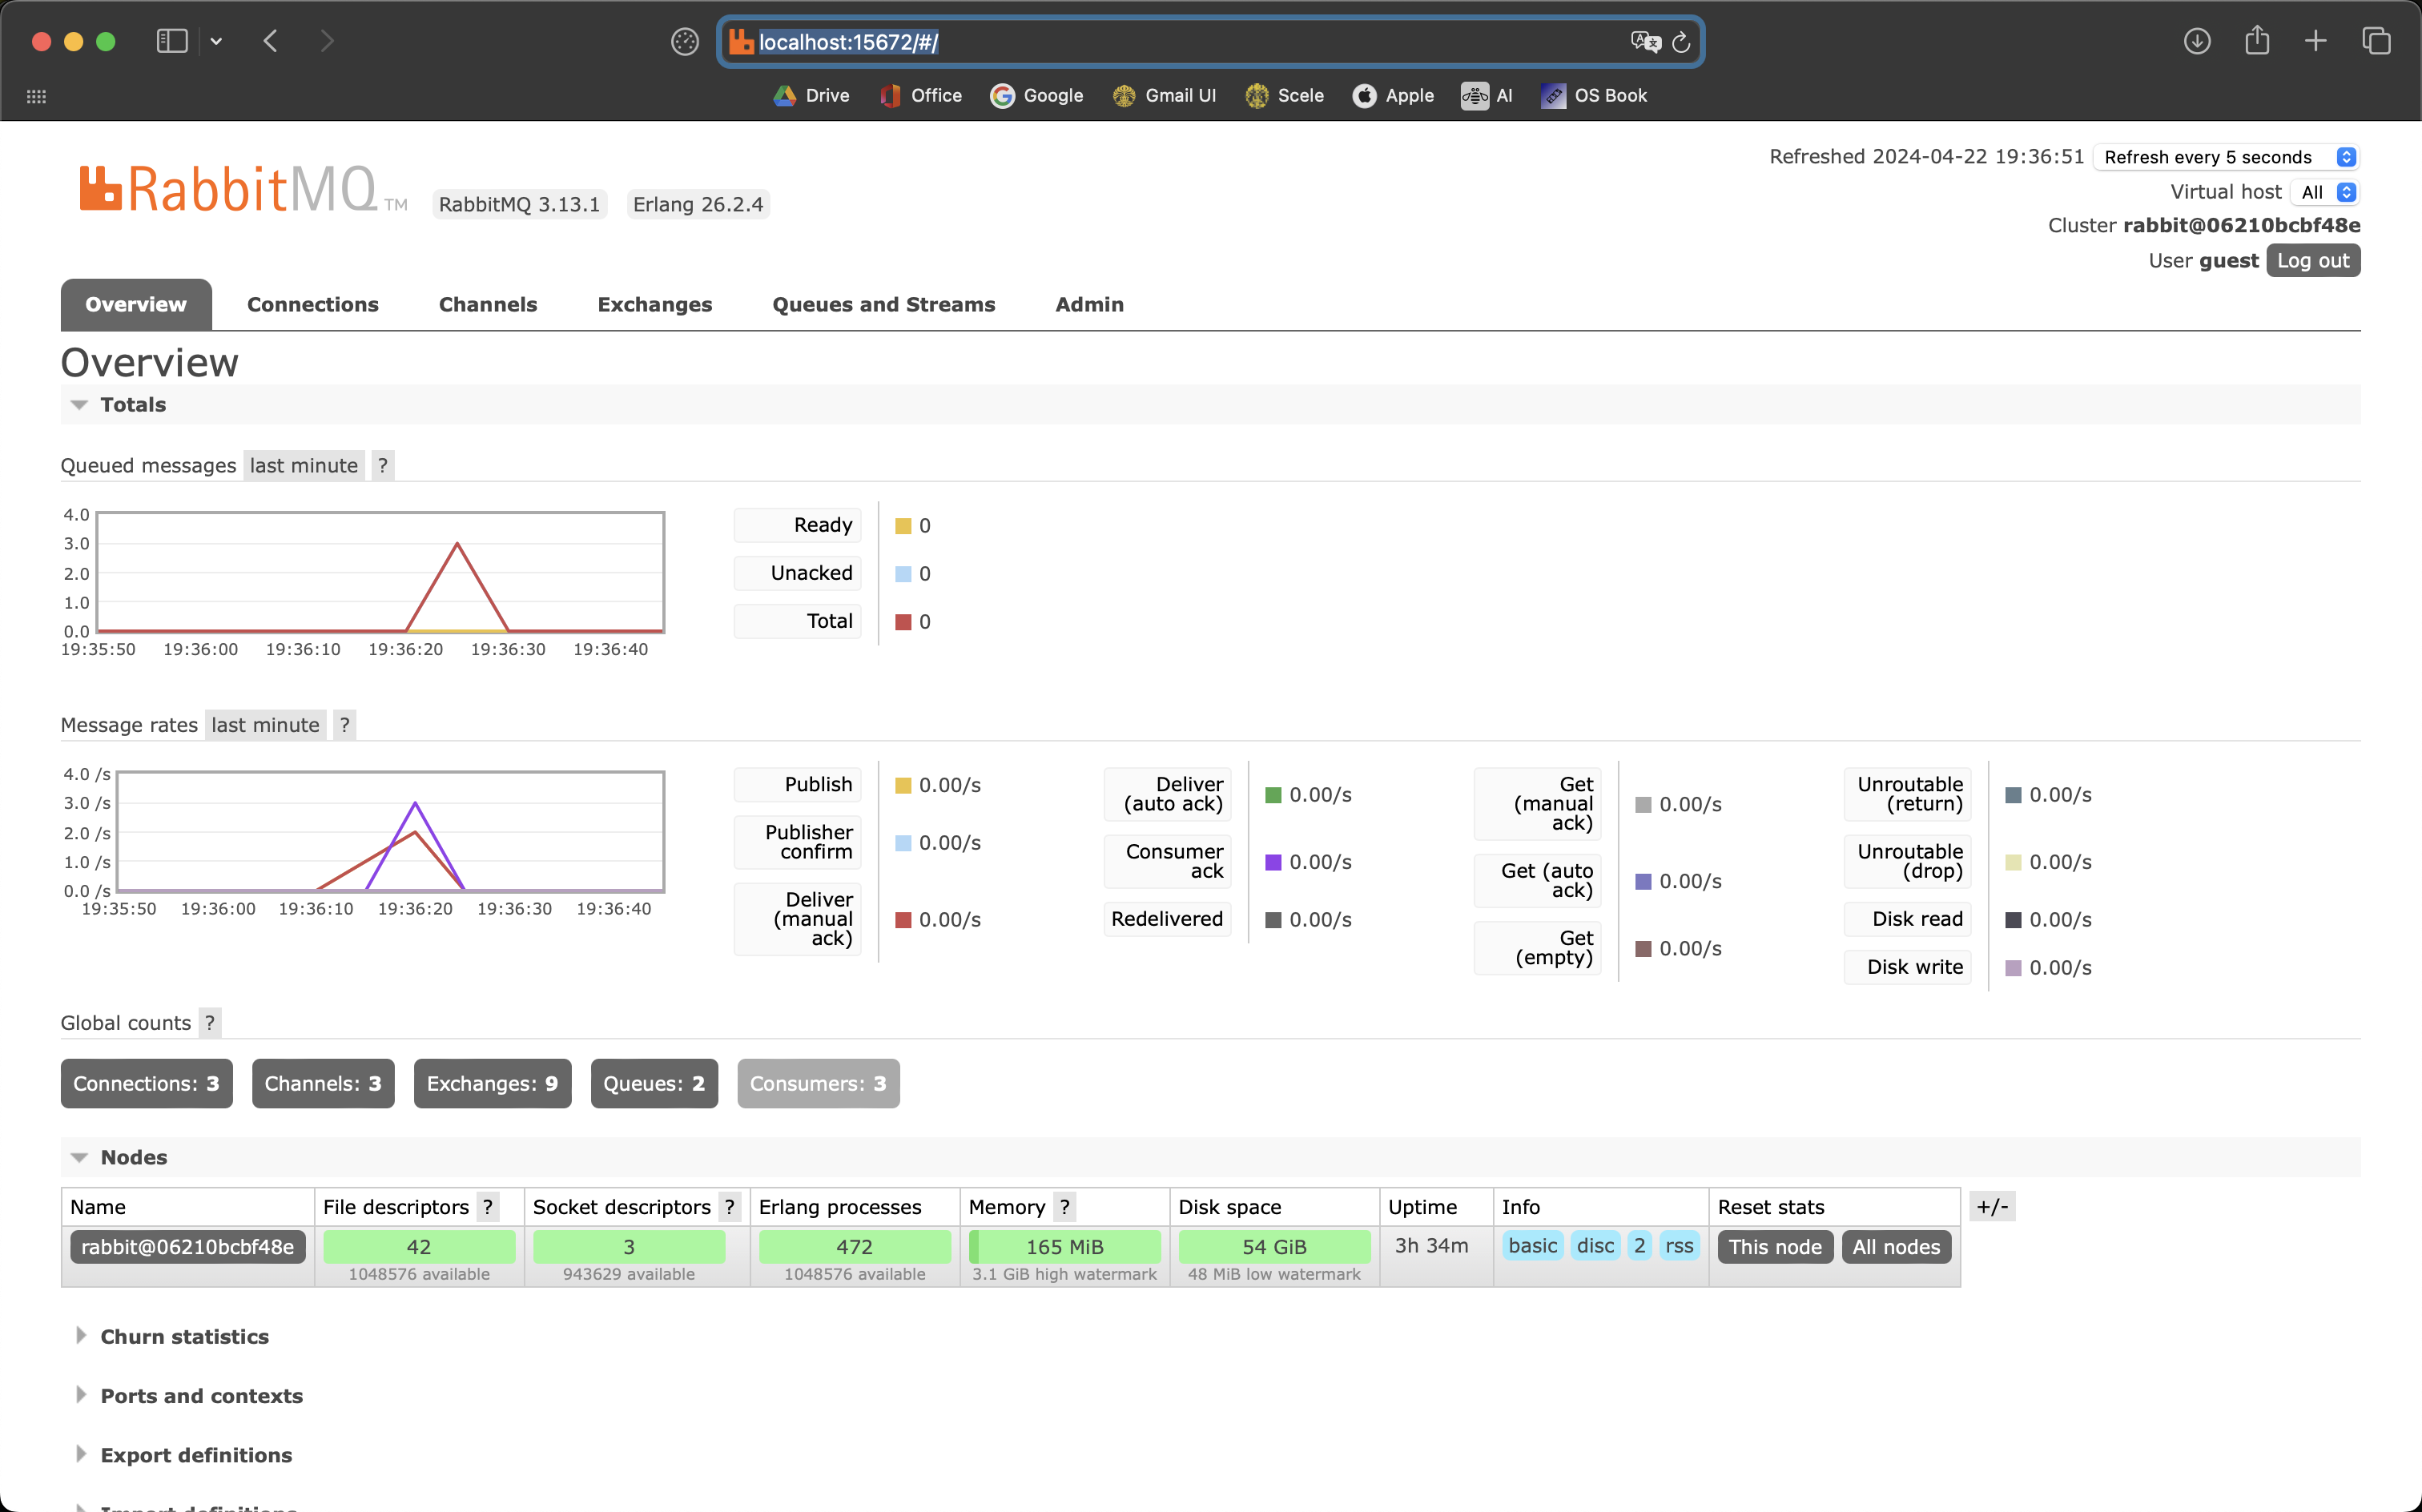 localhost:15672/#/
Drive Office Google Gmail UI Scele Apple AI OS Book
RabbitMQ TM RabbitMQ 3.13.1 Erlang 26.2.4
Refreshed 2024-04-22 19:36:51 Refresh every 5 seconds
Virtual host All
Cluster rabbit@06210bcbf48e
User guest Log out
Overview Connections Channels Exchanges Queues and Streams Admin
Overview
Totals
Queued messages last minute ?
4.0
3.0
2.0
1.0
0.0
19:35:50 19:36:00 19:36:10 19:36:20 19:36:30 19:36:40
Ready 0
Unacked 0
Total 0
Message rates last minute ?
4.0 /s
3.0 /s
2.0 /s
1.0 /s
0.0 /s
19:35:50 19:36:00 19:36:10 19:36:20 19:36:30 19:36:40
Publish 0.00/s
Publisher
confirm 0.00/s
Deliver
(manual
ack) 0.00/s
Deliver
(auto ack) 0.00/s
Consumer
ack 0.00/s
Redelivered 0.00/s
Get
(manual
ack) 0.00/s
Get (auto
ack) 0.00/s
Get
(empty) 0.00/s
Unroutable
(return) 0.00/s
Unroutable
(drop) 0.00/s
Disk read 0.00/s
Disk write 0.00/s
Global counts ?
Connections: 3 Channels: 3 Exchanges: 9 Queues: 2 Consumers: 3
Nodes
Name File descriptors ? Socket descriptors ? Erlang processes Memory ? Disk space Uptime Info Reset stats +/-
rabbit@06210bcbf48e 42 3 472 165 MiB 54 GiB 3h 34m basic disc 2 rss This node All nodes
1048576 available 943629 available 1048576 available 3.1 GiB high watermark 48 MiB low watermark
Churn statistics
Ports and contexts
Export definitions
Import definitions